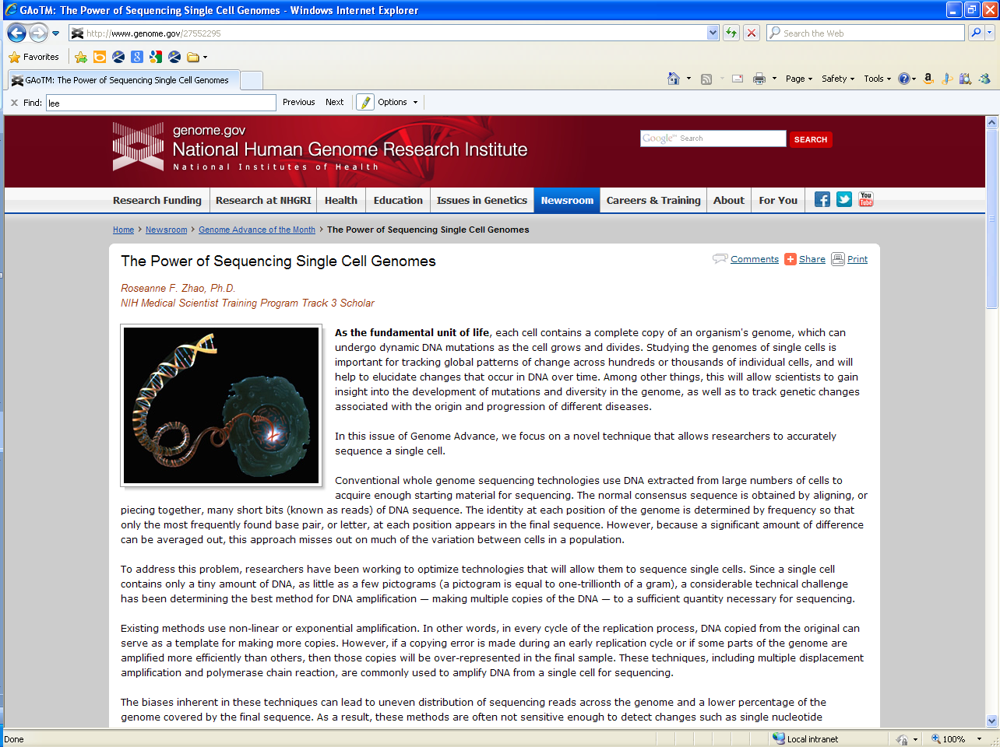 GAoTM: The Power of Sequencing Single Cell Genomes - Windows Internet Explorer
http://www.genome.gov/27552295
Search the Web
Favorites
GAoTM: The Power of Sequencing Single Cell Genomes
Page Safety Tools
Find: lee Previous Next Options
genome.gov
National Human Genome Research Institute
National Institutes of Health
Google™ Search SEARCH
Research Funding Research at NHGRI Health Education Issues in Genetics Newsroom Careers & Training About For You You Tube
Home > Newsroom > Genome Advance of the Month > The Power of Sequencing Single Cell Genomes
The Power of Sequencing Single Cell Genomes
Comments Share Print
Roseanne F. Zhao, Ph.D.
NIH Medical Scientist Training Program Track 3 Scholar
As the fundamental unit of life, each cell contains a complete copy of an organism's genome, which can
undergo dynamic DNA mutations as the cell grows and divides. Studying the genomes of single cells is
important for tracking global patterns of change across hundreds or thousands of individual cells, and will
help to elucidate changes that occur in DNA over time. Among other things, this will allow scientists to gain
insight into the development of mutations and diversity in the genome, as well as to track genetic changes
associated with the origin and progression of different diseases.
In this issue of Genome Advance, we focus on a novel technique that allows researchers to accurately
sequence a single cell.
Conventional whole genome sequencing technologies use DNA extracted from large numbers of cells to
acquire enough starting material for sequencing. The normal consensus sequence is obtained by aligning, or
piecing together, many short bits (known as reads) of DNA sequence. The identity at each position of the genome is determined by frequency so that
only the most frequently found base pair, or letter, at each position appears in the final sequence. However, because a significant amount of difference
can be averaged out, this approach misses out on much of the variation between cells in a population.
To address this problem, researchers have been working to optimize technologies that will allow them to sequence single cells. Since a single cell
contains only a tiny amount of DNA, as little as a few pictograms (a pictogram is equal to one-trillionth of a gram), a considerable technical challenge
has been determining the best method for DNA amplification — making multiple copies of the DNA — to a sufficient quantity necessary for sequencing.
Existing methods use non-linear or exponential amplification. In other words, in every cycle of the replication process, DNA copied from the original can
serve as a template for making more copies. However, if a copying error is made during an early replication cycle or if some parts of the genome are
amplified more efficiently than others, then those copies will be over-represented in the final sample. These techniques, including multiple displacement
amplification and polymerase chain reaction, are commonly used to amplify DNA from a single cell for sequencing.
The biases inherent in these techniques can lead to uneven distribution of sequencing reads across the genome and a lower percentage of the
genome covered by the final sequence. As a result, these methods are often not sensitive enough to detect changes such as single nucleotide
Done Local intranet 100%